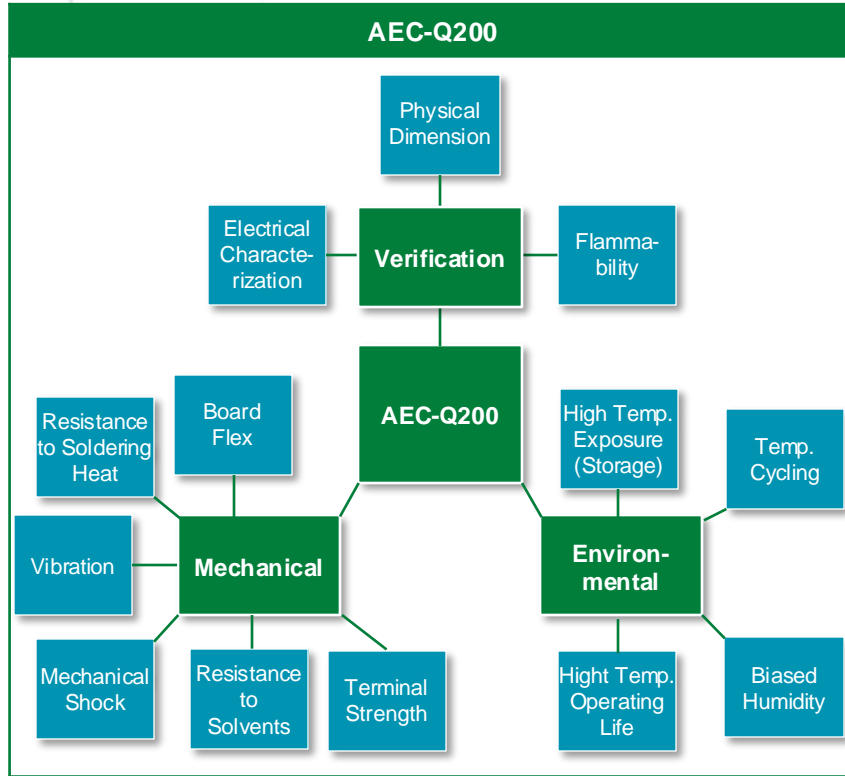 AEC-Q200
Physical
Dimension
Electrical
Characte-
rization
Verification
Flamma-
bility
AEC-Q200
Resistance
to Soldering
Heat
Board
Flex
High Temp.
Exposure
(Storage)
Temp.
Cycling
Vibration
Mechanical
Environ-
mental
Mechanical
Shock
Resistance
to
Solvents
Terminal
Strength
Hight Temp.
Operating
Life
Biased
Humidity